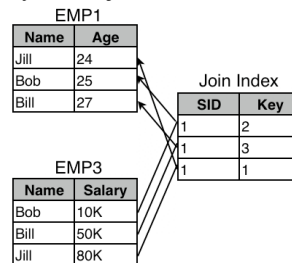 EMP1
Name Age
Jill 24
Bob 25
Bill 27
Join Index
SID Key
1 2
1 3
1 1
EMP3
Name Salary
Bob 10K
Bill 50K
Jill 80K